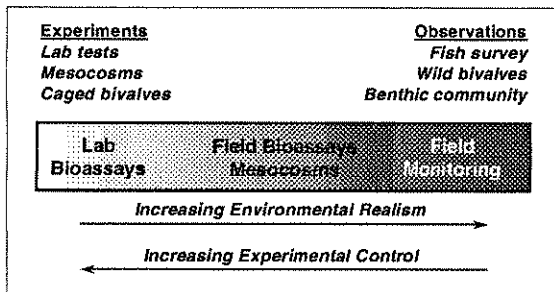 Experiments
Lab tests
Mesocosms
Caged bivalves
Observations
Fish survey
Wild bivalves
Benthic community
Lab
Bioassays
Field Bioassays
Mesocosms
Field
Monitoring
Increasing Environmental Realism
Increasing Experimental Control